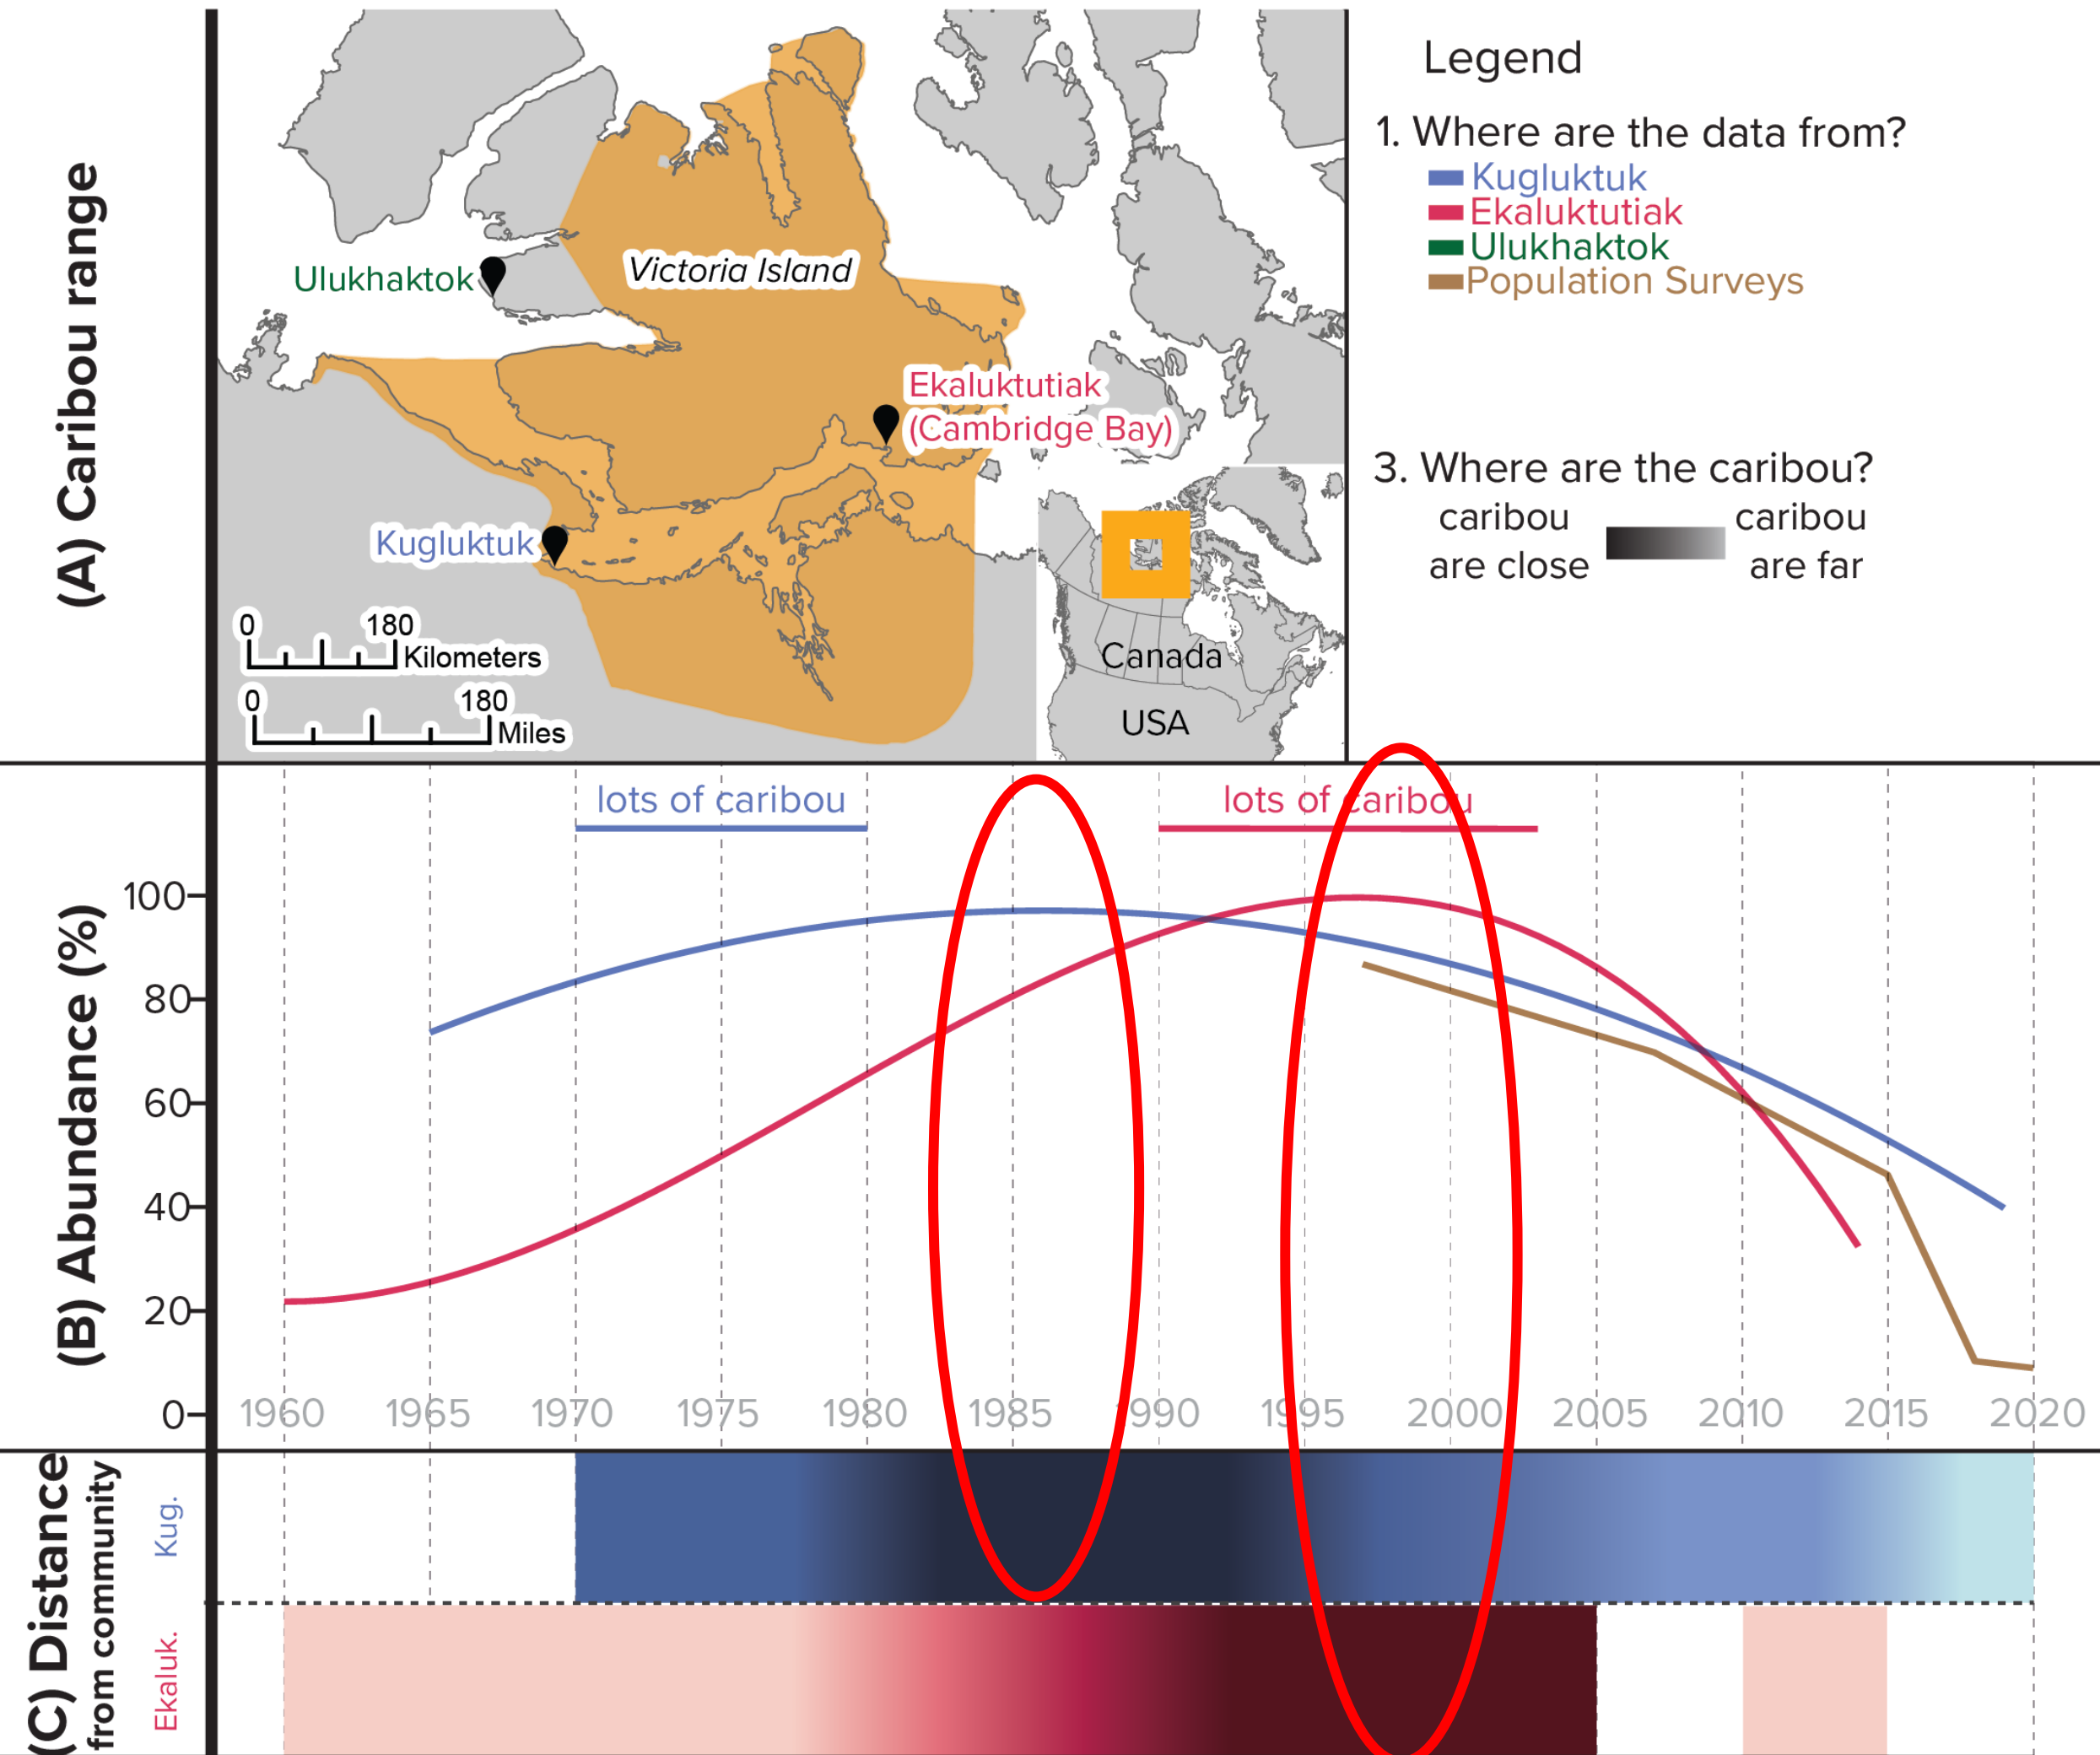 (A) Caribou range
Ulukhaktok
Victoria Island
Ekaluktutiak
(Cambridge Bay)
Kugluktuk
0 180
Kilometers
0 180
Miles
Canada
USA
Legend
1. Where are the data from?
Kugluktuk
Ekaluktutiak
Ulukhaktok
Population Surveys
3. Where are the caribou?
caribou are close
caribou are far
(B) Abundance (%)
lots of caribou
lots of caribou
100
80
60
40
20
0
1960 1965 1970 1975 1980 1985 1990 1995 2000 2005 2010 2015 2020
(C) Distance
from community
Kug.
Ekaluk.